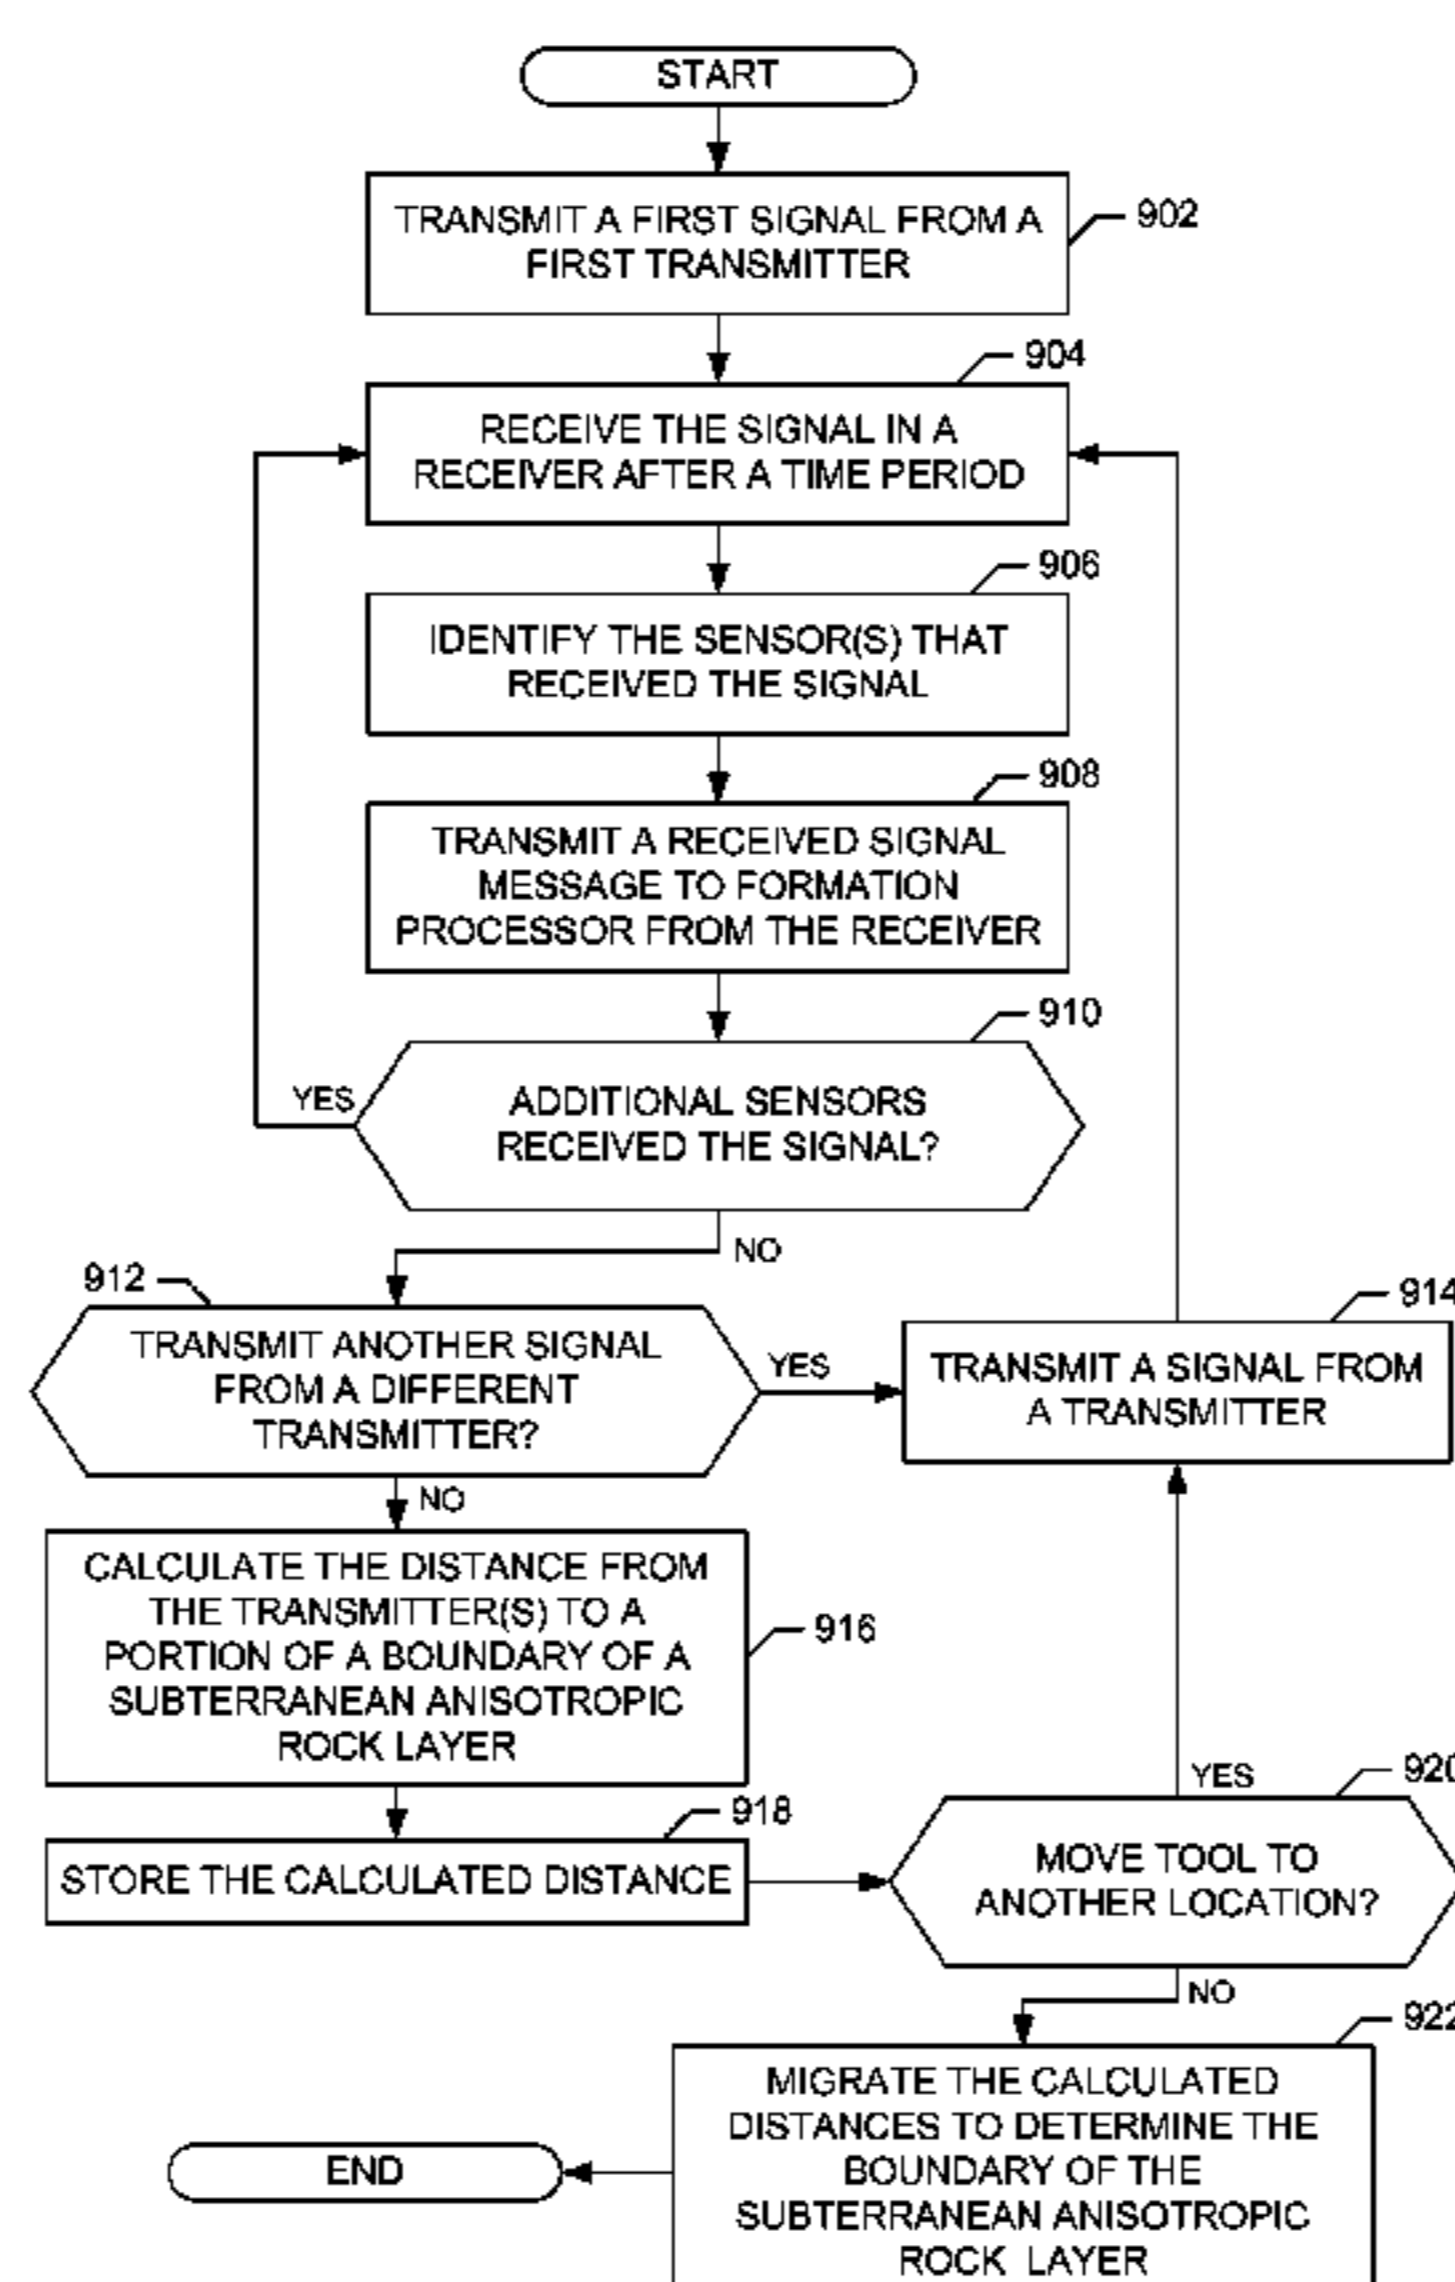 START
TRANSMIT A FIRST SIGNAL FROM A
FIRST TRANSMITTER
902
904
RECEIVE THE SIGNAL IN A
RECEIVER AFTER A TIME PERIOD
906
IDENTIFY THE SENSOR(S) THAT
RECEIVED THE SIGNAL
908
TRANSMIT A RECEIVED SIGNAL
MESSAGE TO FORMATION
PROCESSOR FROM THE RECEIVER
910
ADDITIONAL SENSORS
RECEIVED THE SIGNAL?
YES
NO
912
TRANSMIT ANOTHER SIGNAL
FROM A DIFFERENT
TRANSMITTER?
YES
914
TRANSMIT A SIGNAL FROM
A TRANSMITTER
NO
CALCULATE THE DISTANCE FROM
THE TRANSMITTER(S) TO A
PORTION OF A BOUNDARY OF A
SUBTERRANEAN ANISOTROPIC
ROCK LAYER
916
918
STORE THE CALCULATED DISTANCE
YES
920
MOVE TOOL TO
ANOTHER LOCATION?
NO
922
MIGRATE THE CALCULATED
DISTANCES TO DETERMINE THE
BOUNDARY OF THE
SUBTERRANEAN ANISOTROPIC
ROCK LAYER
END